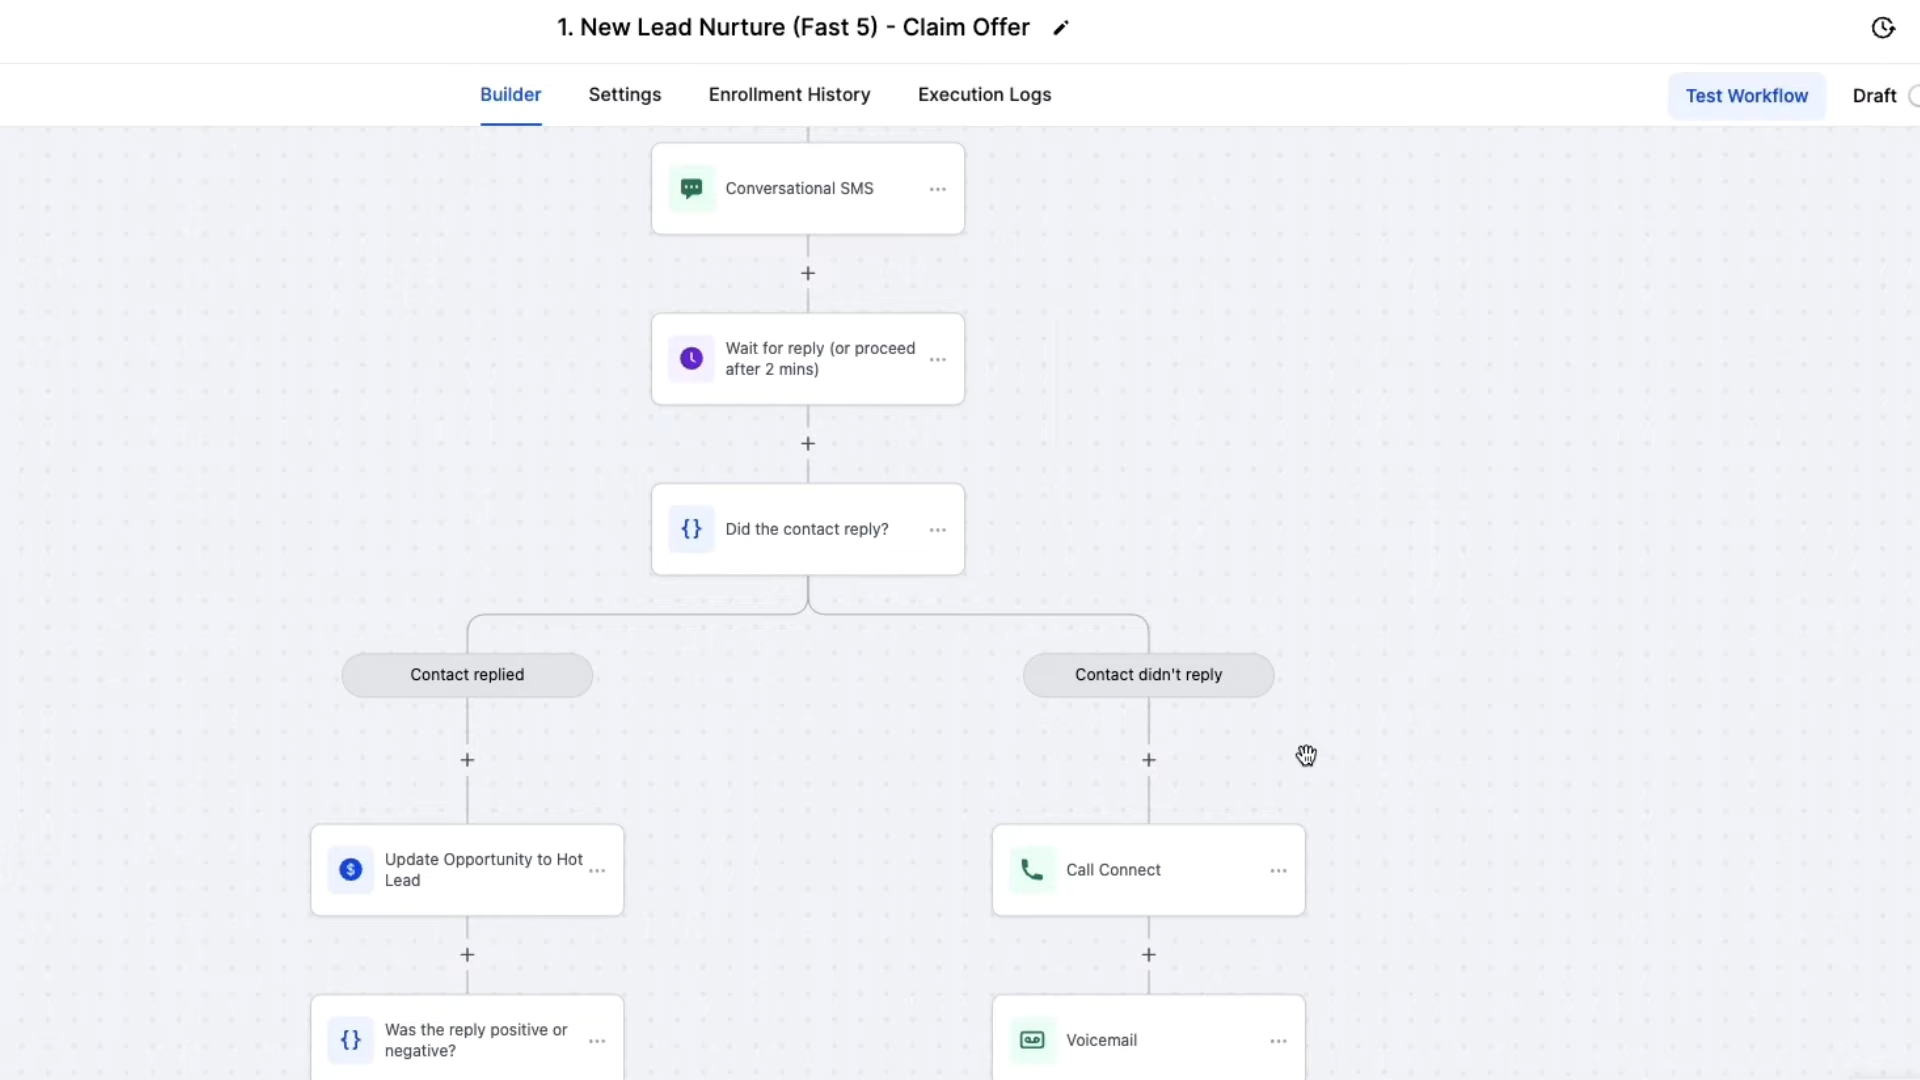 1. New Lead Nurture (Fast 5) - Claim Offer
Builder
Settings
Enrollment History
Execution Logs
Test Workflow
Draft
Conversational SMS
Wait for reply (or proceed
after 2 mins)
Did the contact reply?
Contact replied
Contact didn't reply
Update Opportunity to Hot
Lead
Call Connect
Was the reply positive or
negative?
Voicemail